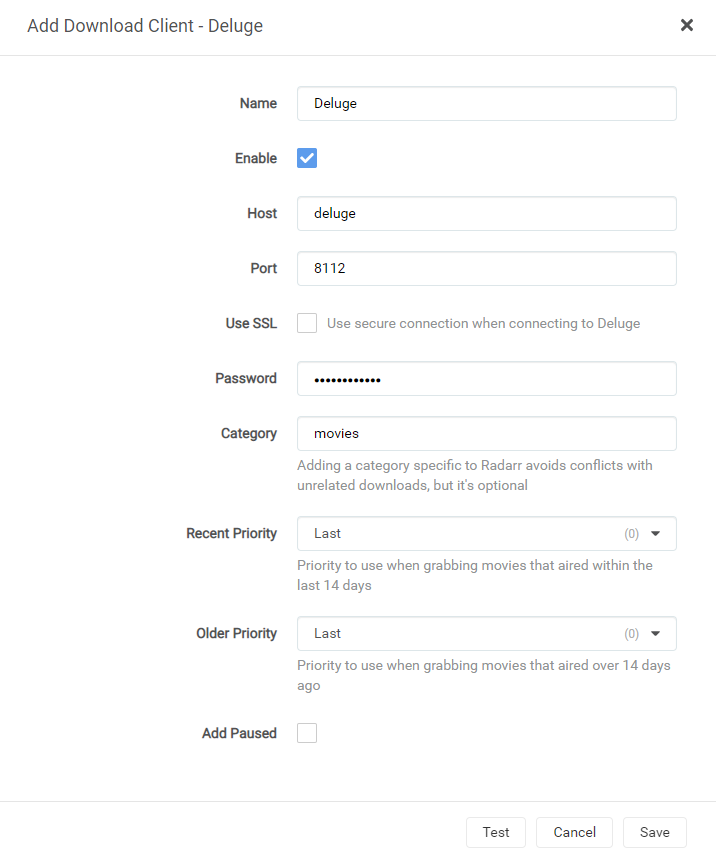 Add Download Client - Deluge
Name Deluge
Enable
Host deluge
Port 8112
Use SSL Use secure connection when connecting to Deluge
Password ••••••••••••
Category movies
Adding a category specific to Radarr avoids conflicts with
unrelated downloads, but it's optional
Recent Priority Last (0)
Priority to use when grabbing movies that aired within the
last 14 days
Older Priority Last (0)
Priority to use when grabbing movies that aired over 14 days
ago
Add Paused
Test Cancel Save